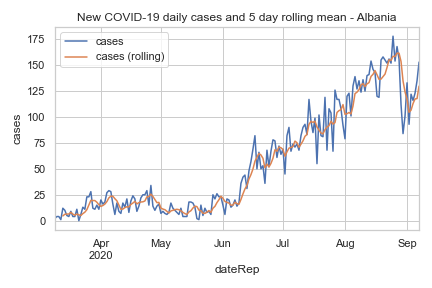 New COVID-19 daily cases and 5 day rolling mean - Albania
cases
cases (rolling)
175
150
125
100
75
50
25
0
cases
Apr
2020
May
Jun
Jul
Aug
Sep
dateRep